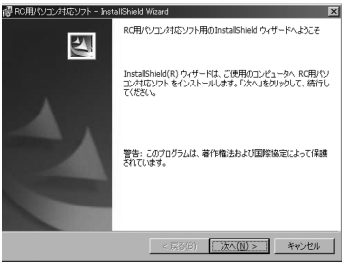 RC用パソコン対応ソフト - InstallShield Wizard
RC用パソコン対応ソフト用のInstallShield ウィザードへようこそ
InstallShield(R) ウィザードは、ご使用のコンピュータへ RC用パソ
コン対応ソフト をインストールします。「次へ」をクリックして、続行し
てください。
警告: このプログラムは、著作権法および国際協定によって保護
されています。
< 戻る(B)
次へ(N) >
キャンセル